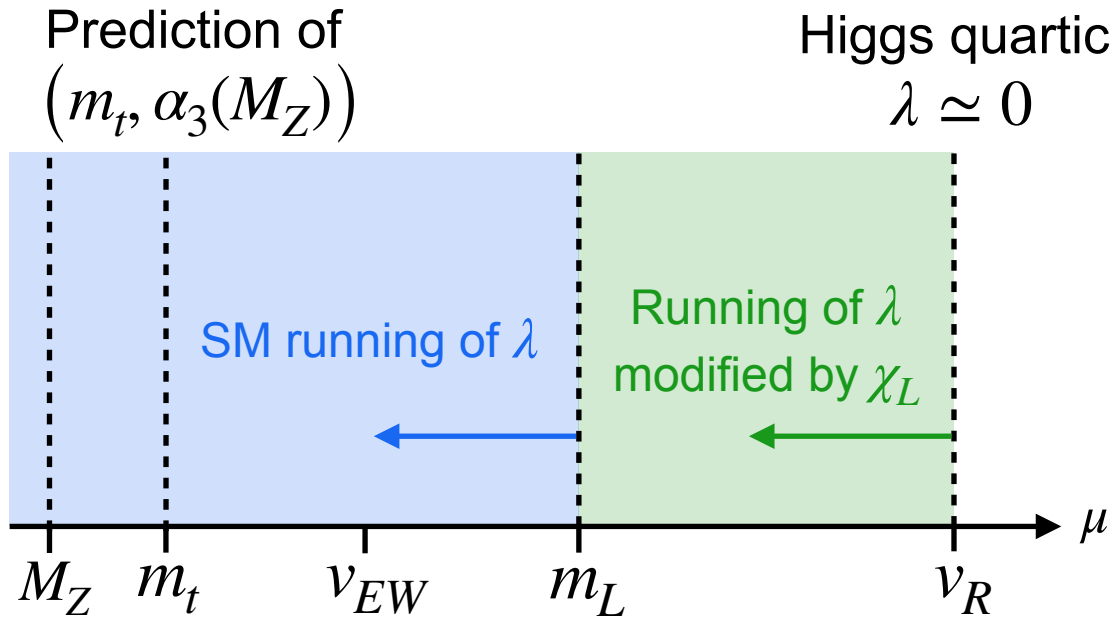 Prediction of
(m_t, α_3(M_Z))
Higgs quartic
λ ≃ 0
SM running of λ
Running of λ
modified by χ_L
μ
M_Z m_t v_EW m_L v_R